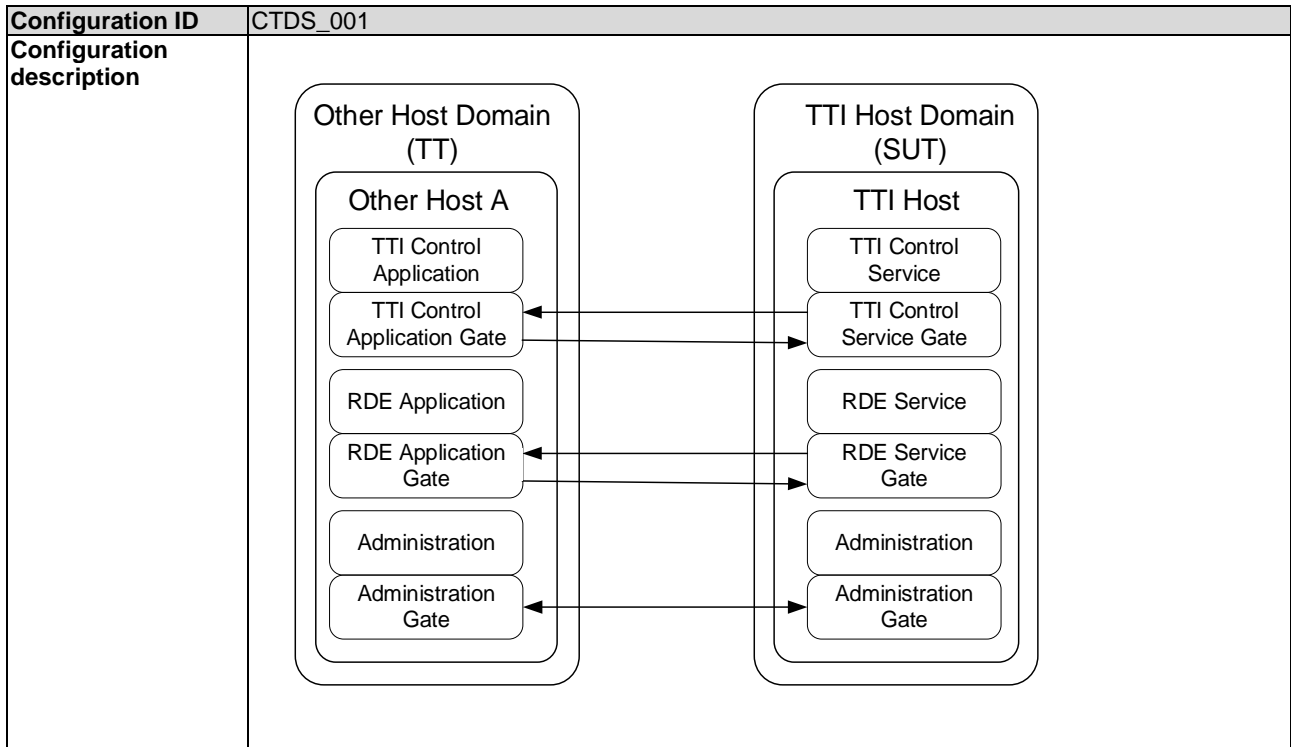 Configuration ID CTDS_001
Configuration
description
Other Host Domain
(TT)
Other Host A
TTI Control
Application
TTI Control
Application Gate
RDE Application
RDE Application
Gate
Administration
Administration
Gate
TTI Host Domain
(SUT)
TTI Host
TTI Control
Service
TTI Control
Service Gate
RDE Service
RDE Service
Gate
Administration
Administration
Gate